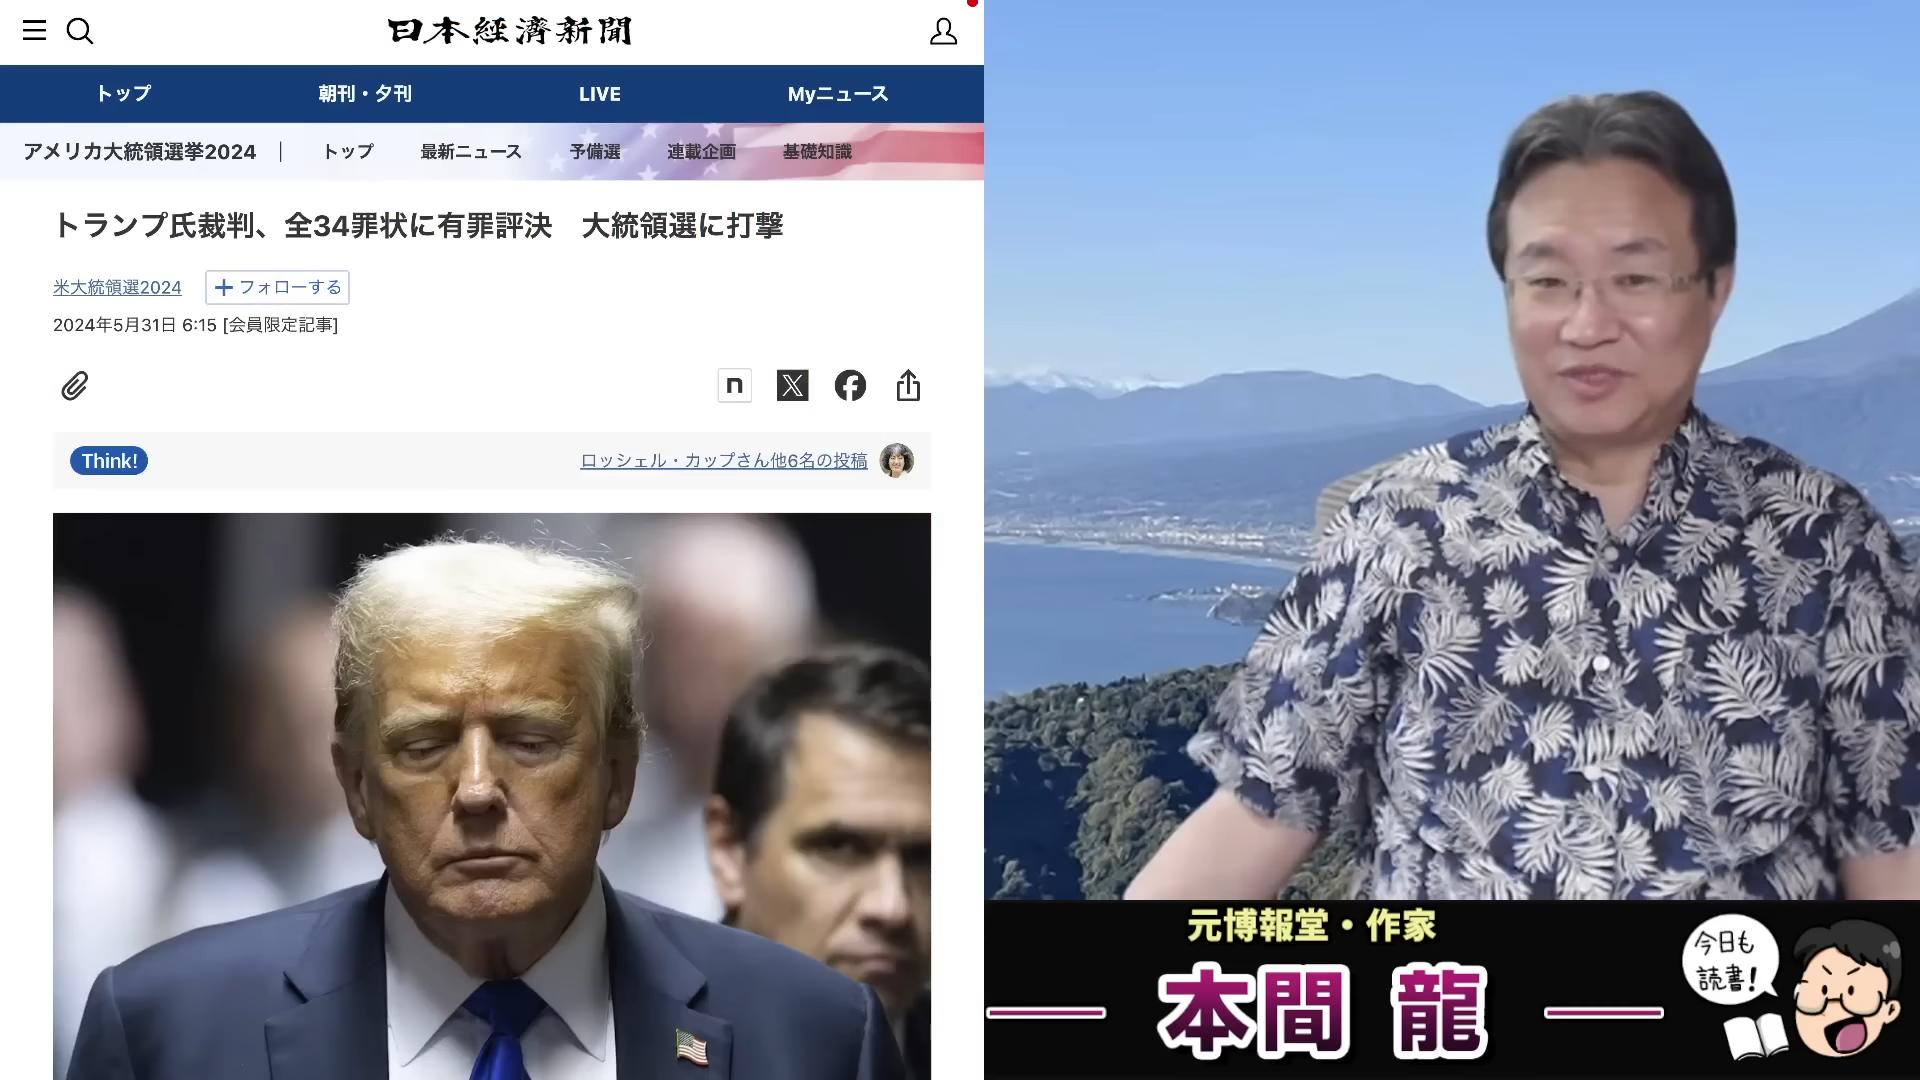 日本経済新聞
トップ 朝刊・夕刊 LIVE Myニュース
アメリカ大統領選挙2024 | トップ 最新ニュース 予備選 連載企画 基礎知識
トランプ氏裁判、全34罪状に有罪評決 大統領選に打撃
米大統領選2024 +フォローする
2024年5月31日 6:15 [会員限定記事]
n X f
Think! ロッシェル・カップさん他6名の投稿
元博報堂・作家
本間 龍
今日も
読書!